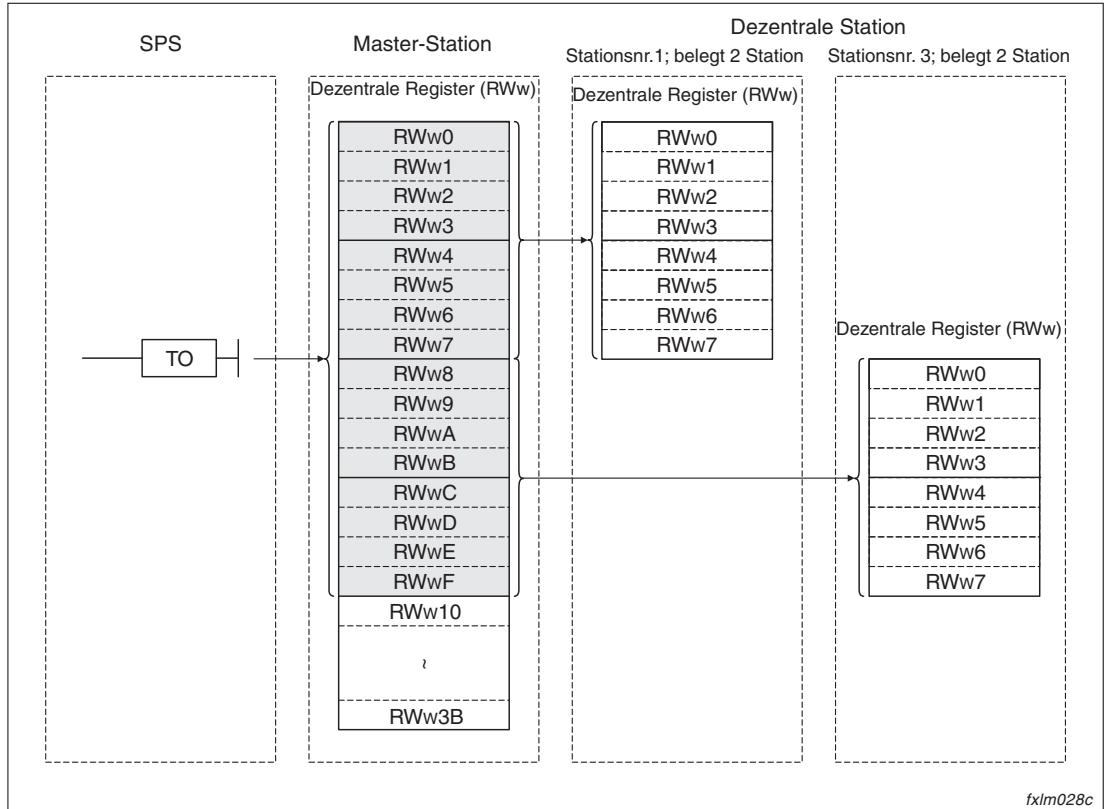 Dezentrale Station
SPS
Master-Station
Stationsnr.1; belegt 2 Station
Stationsnr. 3; belegt 2 Station
Dezentrale Register (RWw)
RWw0
RWw1
RWw2
RWw3
RWw4
RWw5
RWw6
RWw7
RWw8
RWw9
RWwA
RWwB
RWwC
RWwD
RWwE
RWwF
RWw10
~
RWw3B
TO
Dezentrale Register (RWw)
RWw0
RWw1
RWw2
RWw3
RWw4
RWw5
RWw6
RWw7
Dezentrale Register (RWw)
RWw0
RWw1
RWw2
RWw3
RWw4
RWw5
RWw6
RWw7
fxlm028c